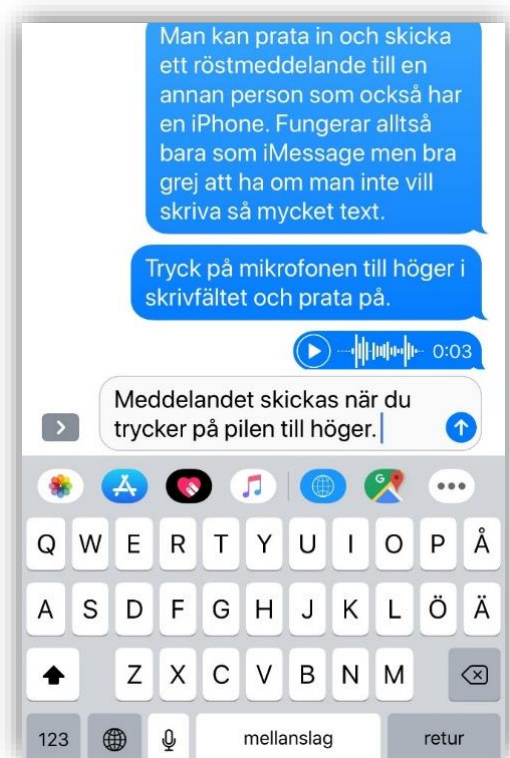 Man kan prata in och skicka
ett röstmeddelande till en
annan person som också har
en iPhone. Fungerar alltså
bara som iMessage men bra
grej att ha om man inte vill
skriva så mycket text.
Tryck på mikrofonen till höger i
skrivfältet och prata på.
0:03
Meddelandet skickas när du
trycker på pilen till höger.
Q W E R T Y U I O P Å
A S D F G H J K L Ö Ä
Z X C V B N M
123 mellanslag retur